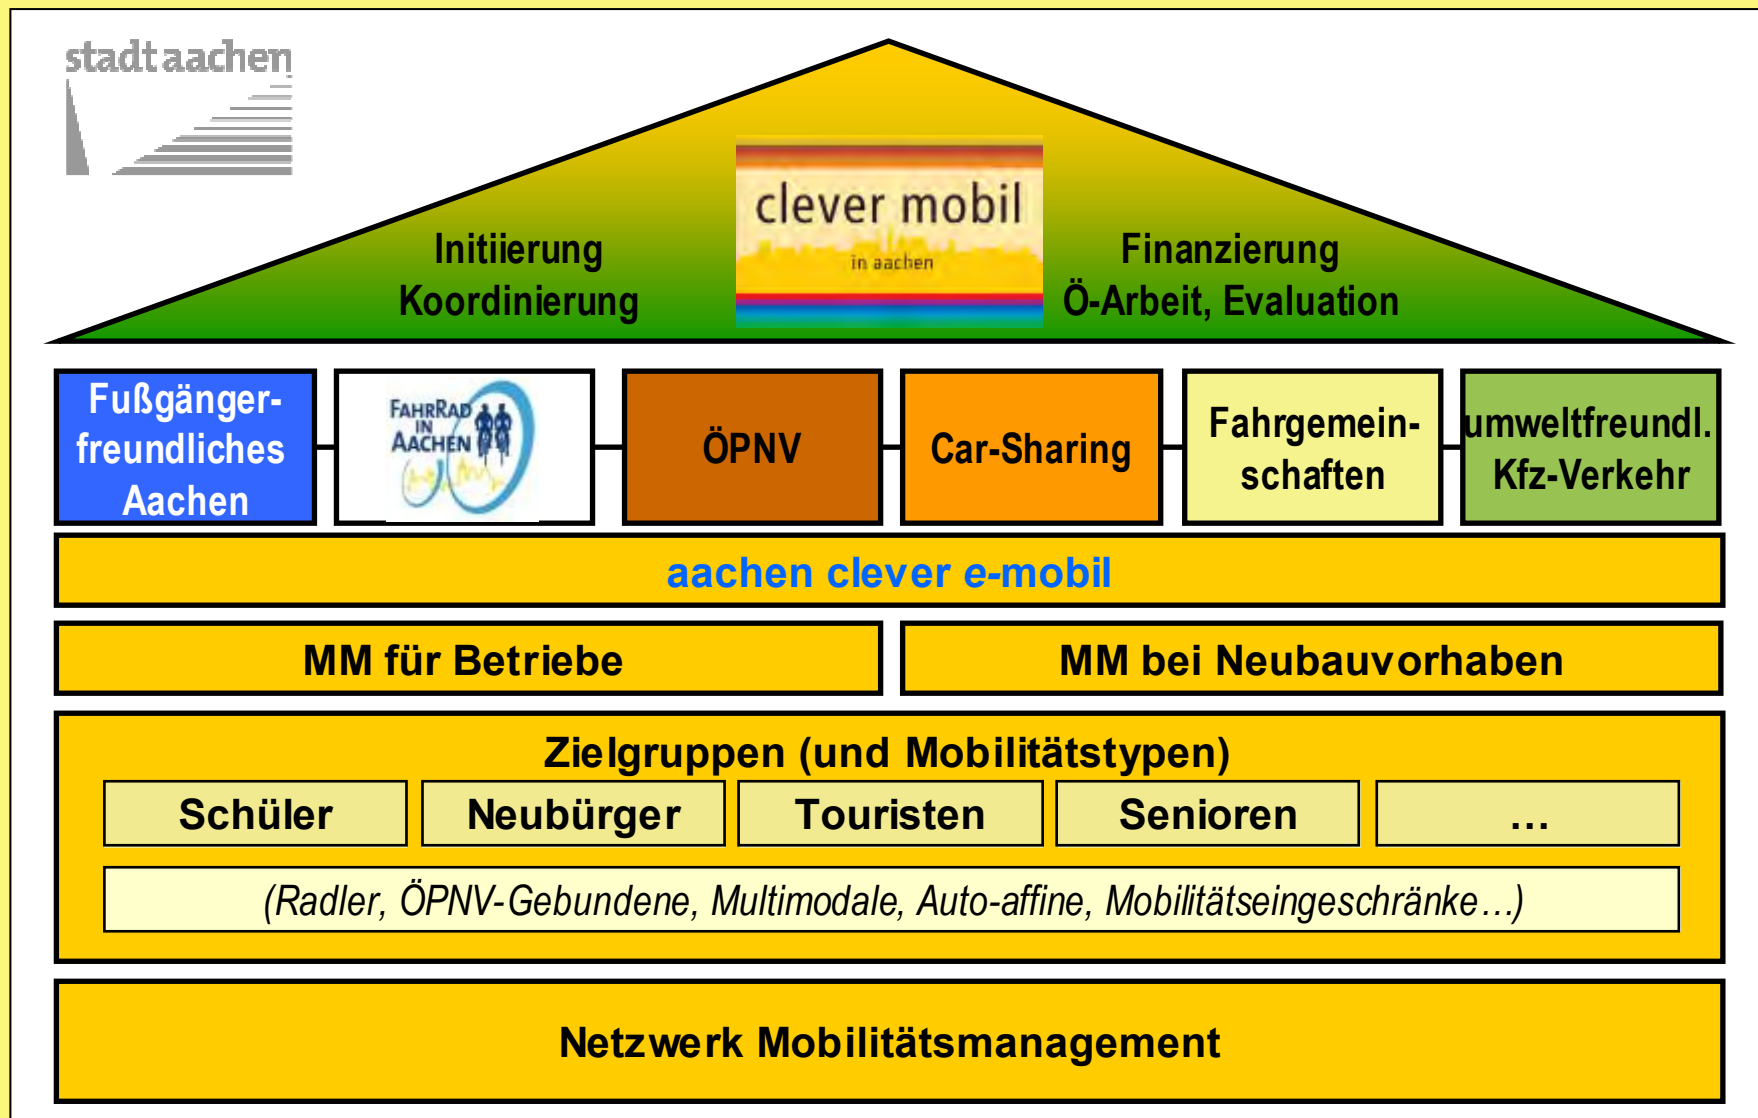 stadt aachen
clever mobil
in aachen
Initiierung
Koordinierung
Finanzierung
Ö-Arbeit, Evaluation
Fußgänger-
freundliches
Aachen
FAHRRAD
IN
AACHEN
ÖPNV
Car-Sharing
Fahrgemein-
schaften
umweltfreundl.
Kfz-Verkehr
aachen clever e-mobil
MM für Betriebe
MM bei Neubauvorhaben
Zielgruppen (und Mobilitätstypen)
Schüler
Neubürger
Touristen
Senioren
…
(Radler, ÖPNV-Gebundene, Multimodale, Auto-affine, Mobilitätseingeschränke…)
Netzwerk Mobilitätsmanagement